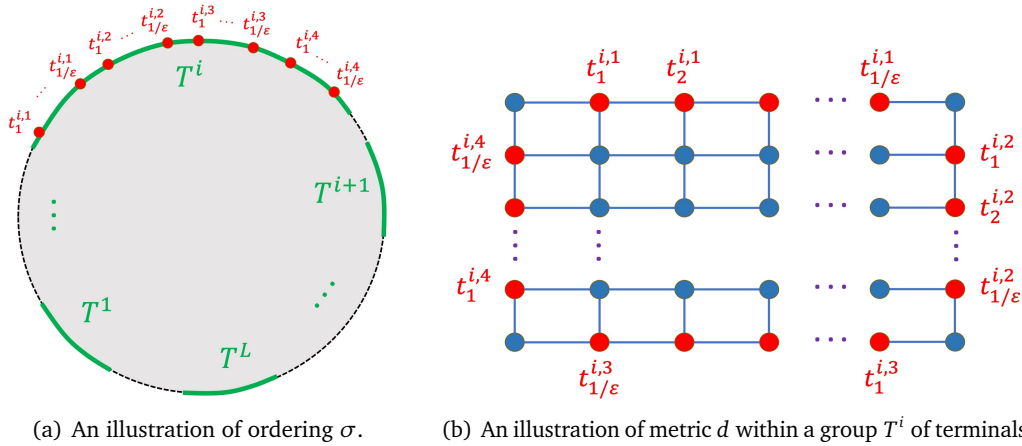 t_1^{i,1} ... t_{1/ε}^{i,1} t_1^{i,2} ... t_{1/ε}^{i,2} t_1^{i,3} ... t_{1/ε}^{i,3} t_1^{i,4} ... t_{1/ε}^{i,4}
T^i
T^{i+1}
T^1
T^L
(a) An illustration of ordering σ.
t_1^{i,1} t_2^{i,1} t_{1/ε}^{i,1}
t_{1/ε}^{i,4} t_1^{i,2}
t_2^{i,2}
t_1^{i,4} t_{1/ε}^{i,2}
t_{1/ε}^{i,3} t_1^{i,3}
(b) An illustration of metric d within a group T^i of terminals